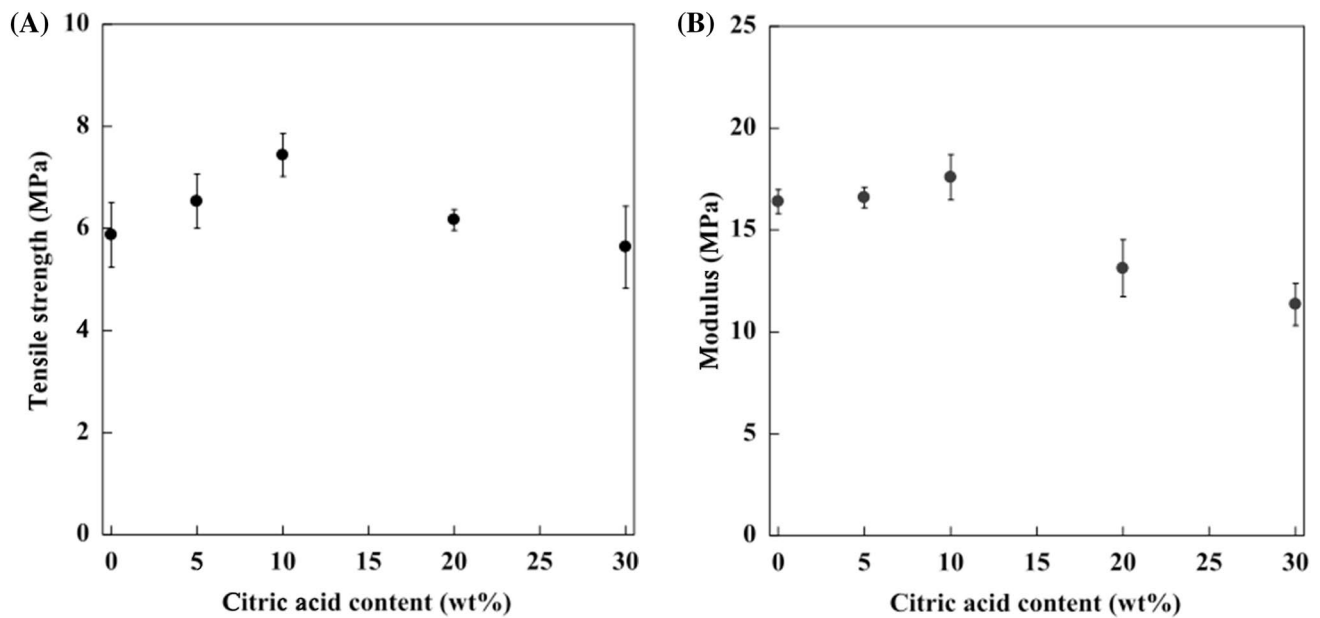 (A)
Tensile strength (MPa)
10
8
6
4
2
0
0 5 10 15 20 25 30
Citric acid content (wt%)
(B)
Modulus (MPa)
25
20
15
10
5
0
0 5 10 15 20 25 30
Citric acid content (wt%)